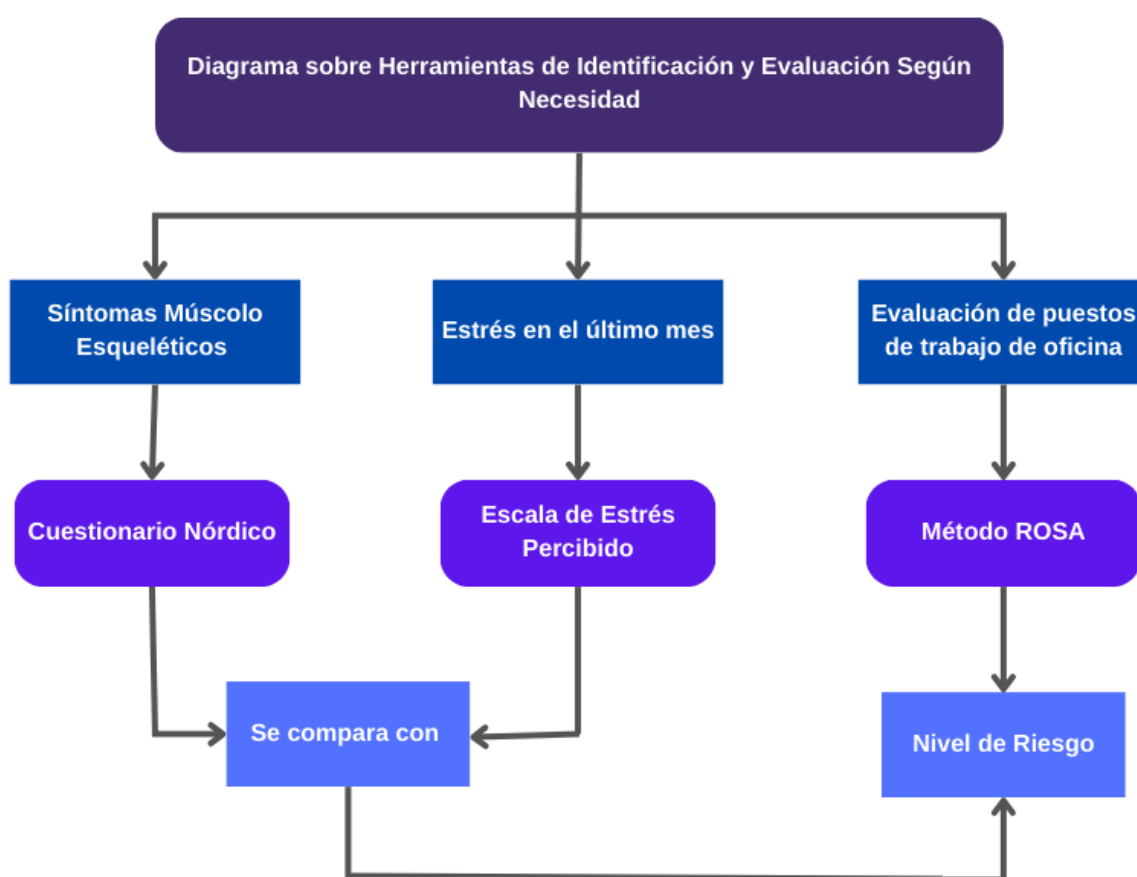 Diagrama sobre Herramientas de Identificación y Evaluación Según
Necesidad
Síntomas Múscolo
Esqueléticos
Estrés en el último mes
Evaluación de puestos
de trabajo de oficina
Cuestionario Nórdico
Escala de Estrés
Percibido
Método ROSA
Se compara con
Nivel de Riesgo